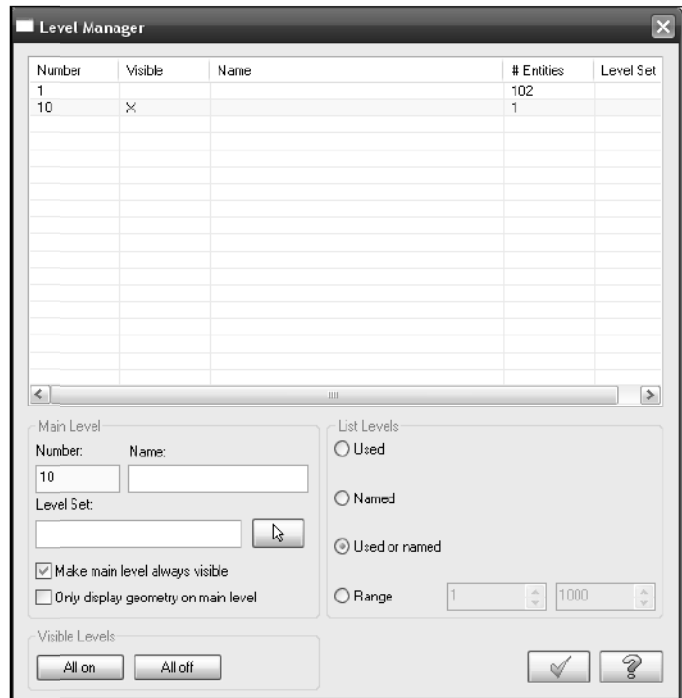 Level Manager
Number Visible Name # Entities Level Set
1 102
10 X 1
Main Level
Number: Name:
10
Level Set:
Make main level always visible
Only display geometry on main level
List Levels
Used
Named
Used or named
Range 1 1000
Visible Levels
All on All off